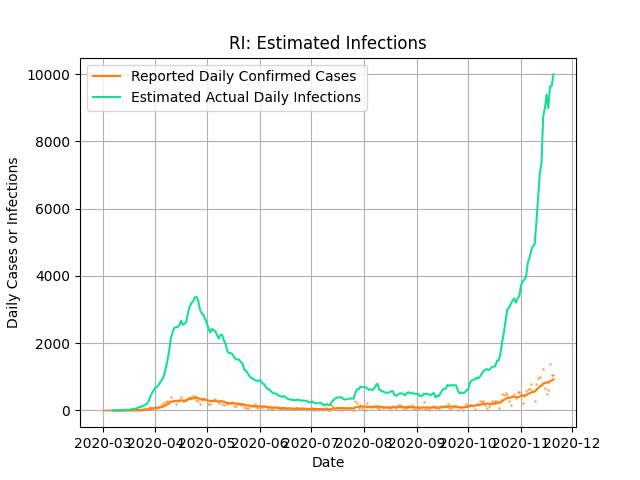 RI: Estimated Infections
Reported Daily Confirmed Cases
Estimated Actual Daily Infections
10000
8000
6000
4000
2000
0
Daily Cases or Infections
2020-03 2020-04 2020-05 2020-06 2020-07 2020-08 2020-09 2020-10 2020-11 2020-12
Date